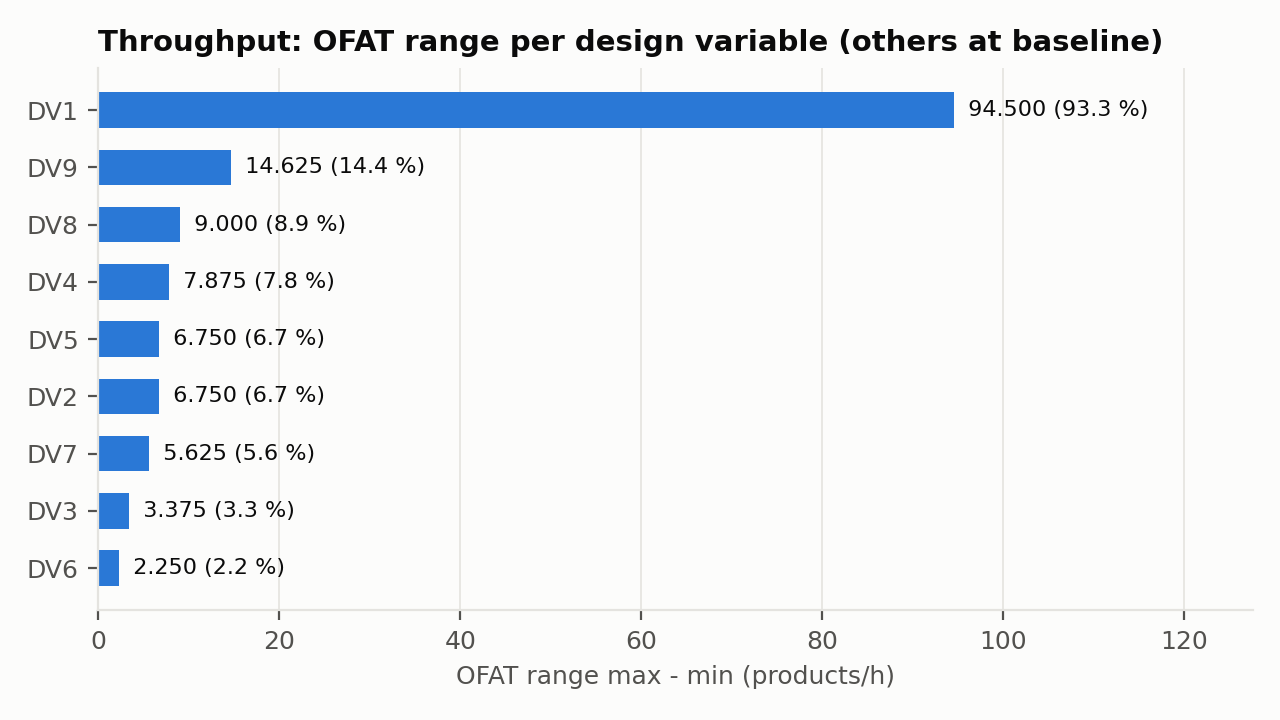 Throughput: OFAT range per design variable (others at baseline)
DV1 94.500 (93.3 %)
DV9 14.625 (14.4 %)
DV8 9.000 (8.9 %)
DV4 7.875 (7.8 %)
DV5 6.750 (6.7 %)
DV2 6.750 (6.7 %)
DV7 5.625 (5.6 %)
DV3 3.375 (3.3 %)
DV6 2.250 (2.2 %)
0 20 40 60 80 100 120
OFAT range max - min (products/h)